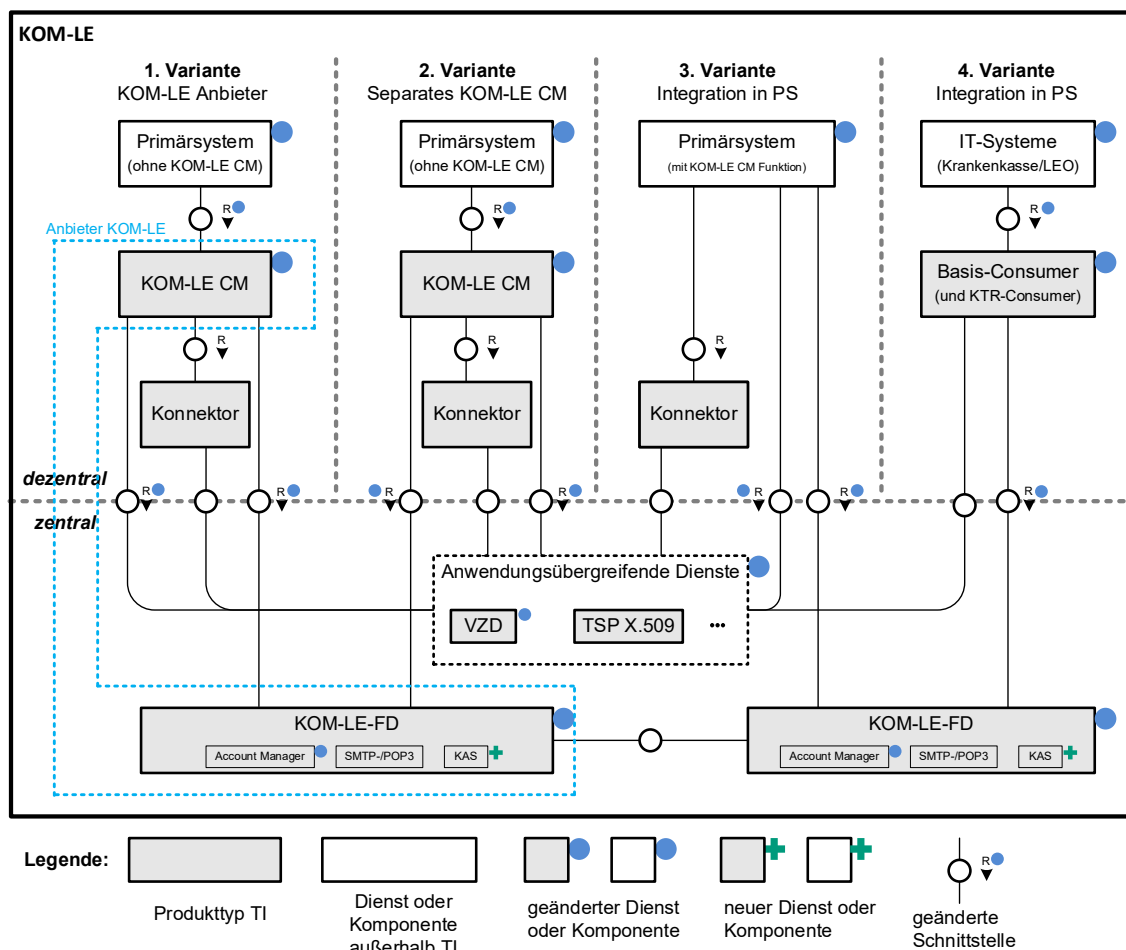 KOM-LE
1. Variante
KOM-LE Anbieter
2. Variante
Separates KOM-LE CM
3. Variante
Integration in PS
4. Variante
Integration in PS
Primärsystem
(ohne KOM-LE CM)
Primärsystem
(ohne KOM-LE CM)
Primärsystem
(mit KOM-LE CM Funktion)
IT-Systeme
(Krankenkasse/LEO)
R
R
R
Anbieter KOM-LE
KOM-LE CM
KOM-LE CM
Basis-Consumer
(und KTR-Consumer)
R
R
R
Konnektor
Konnektor
Konnektor
dezentral
R
R
R
R
R
R
R
zentral
Anwendungsübergreifende Dienste
VZD
TSP X.509
...
KOM-LE-FD
Account Manager
SMTP-/POP3
KAS
KOM-LE-FD
Account Manager
SMTP-/POP3
KAS
Legende:
Produkttyp TI
Dienst oder
Komponente
außerhalb TI
geänderter Dienst
oder Komponente
neuer Dienst oder
Komponente
R
geänderte
Schnittstelle